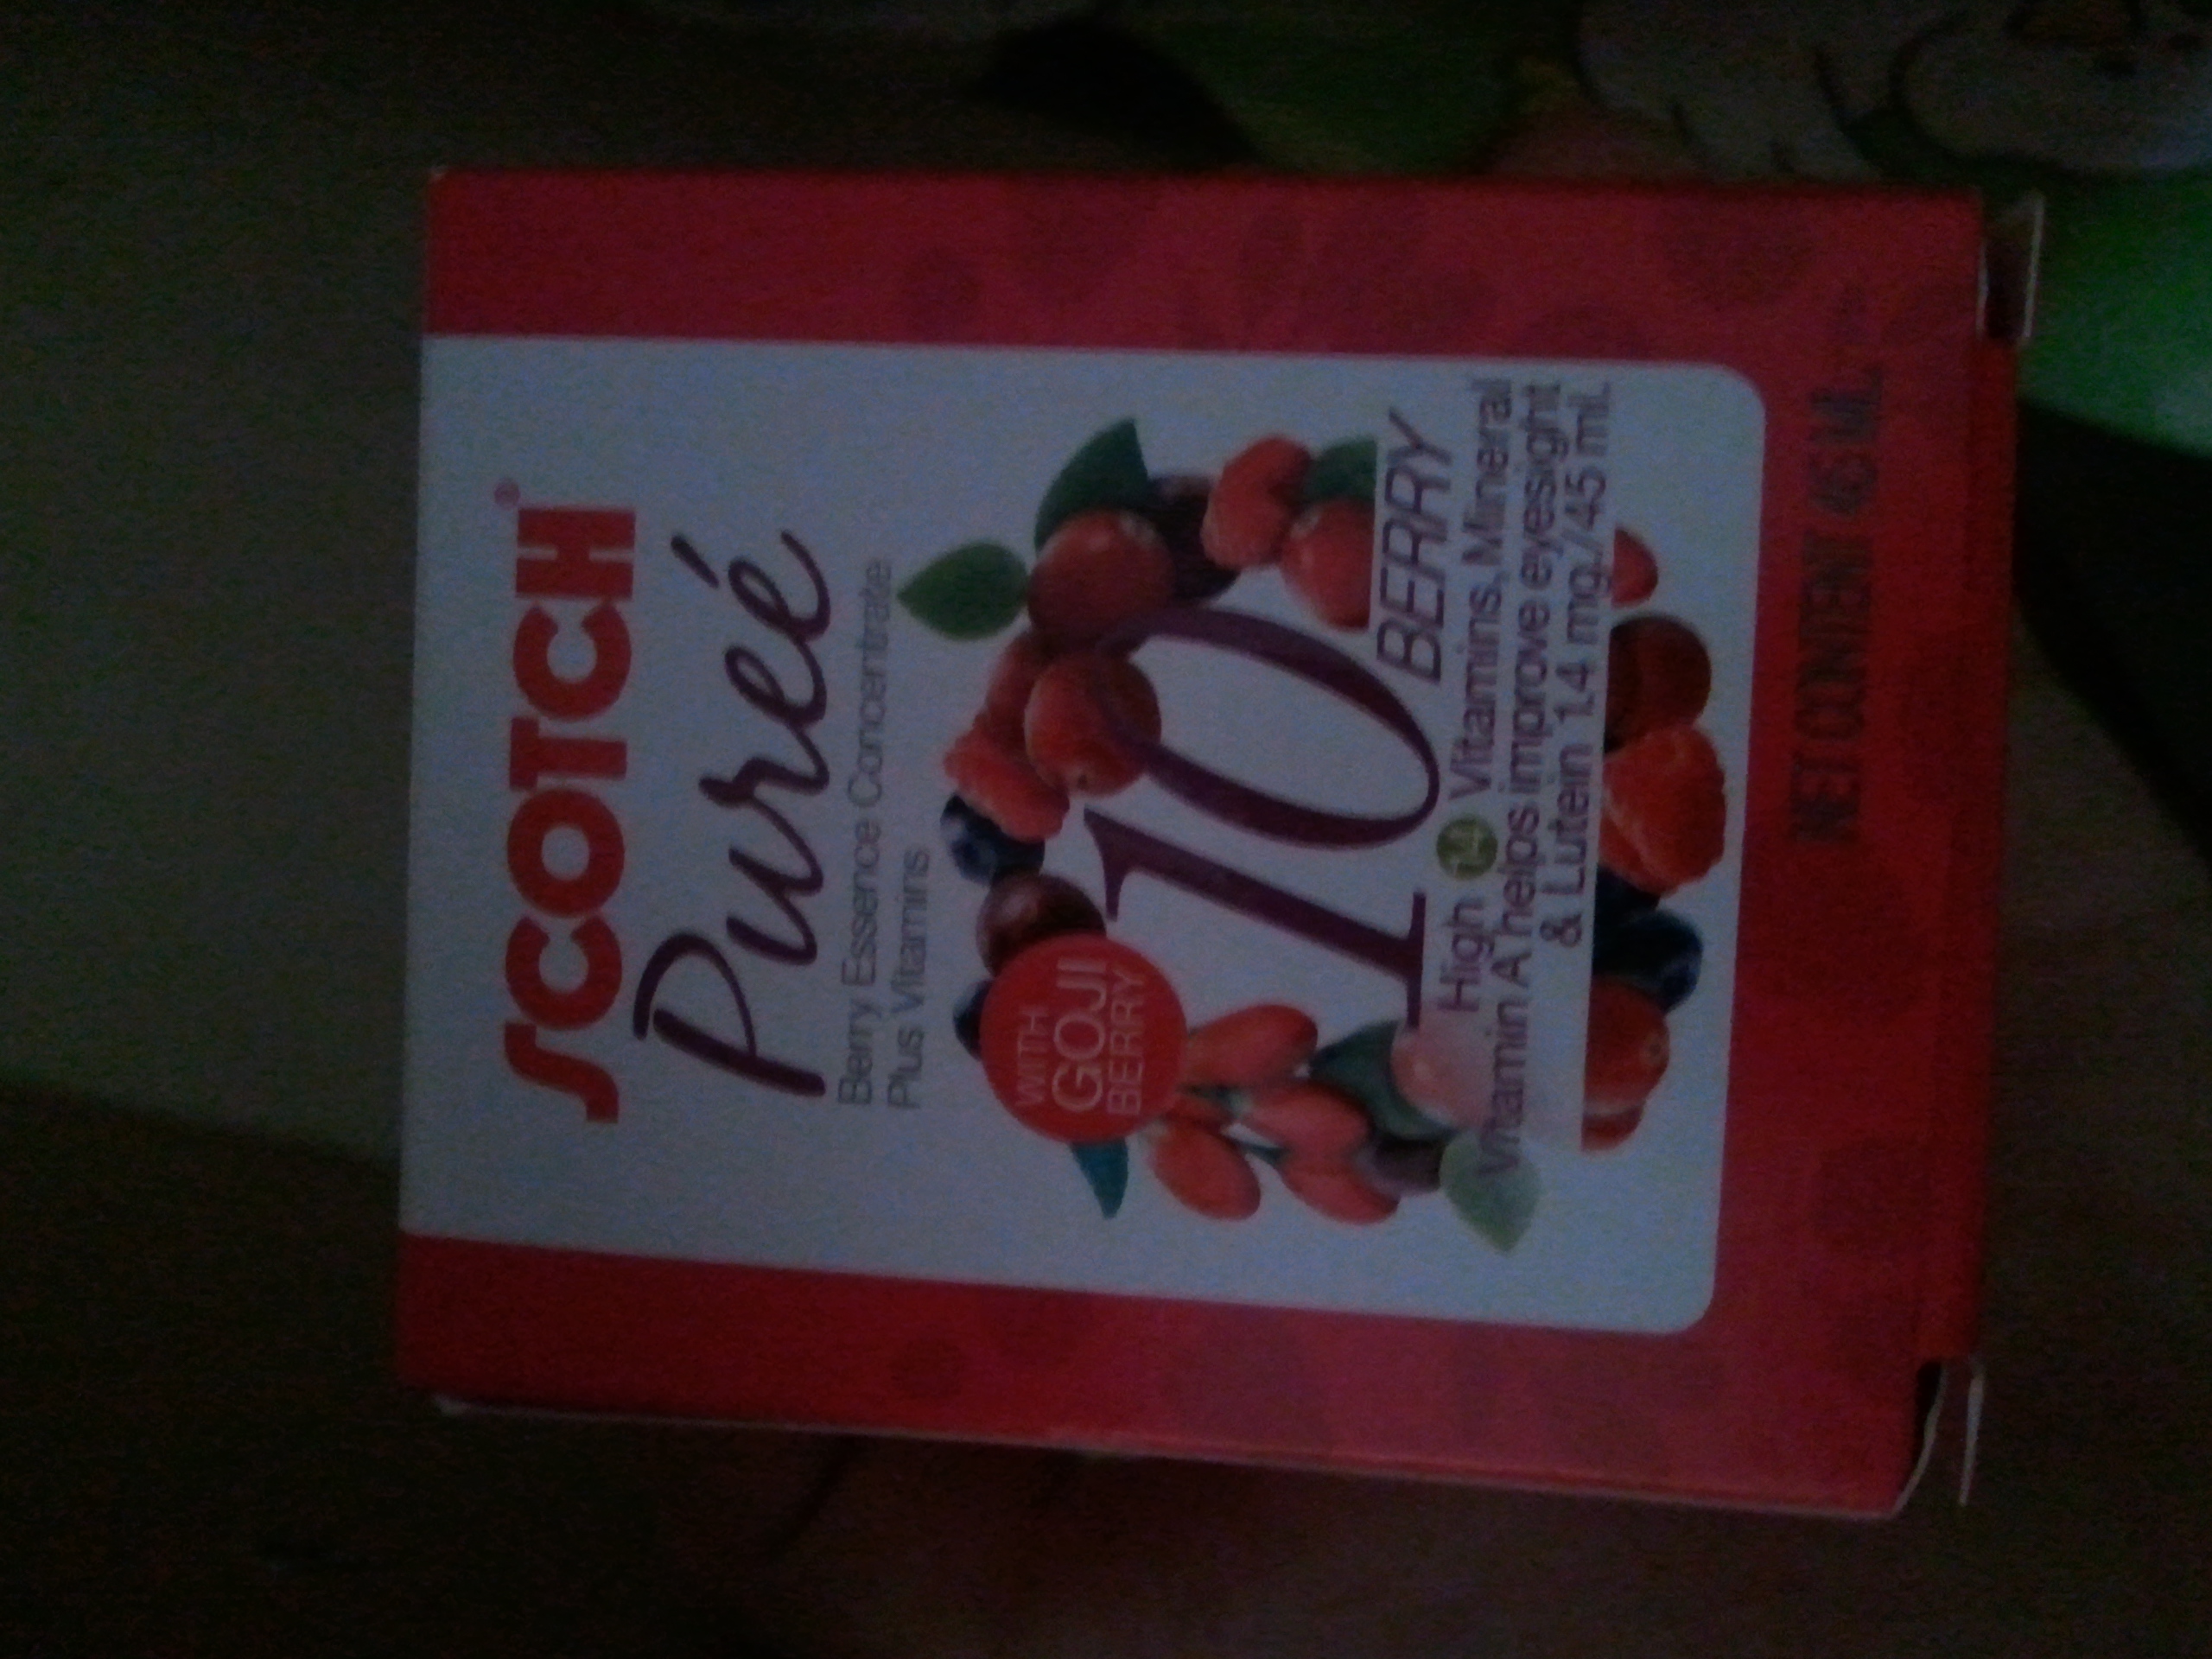 SCOTCH®
Pureé
Berry Essence Concentrate
Plus Vitamins
WITH
GOJI
BERRY
10
BERRY
High 14 Vitamins, Mineral
Vitamin A helps improve eyesight
& Lutein 1.4 mg./45 ml.
NET CONTENT 45 ML.